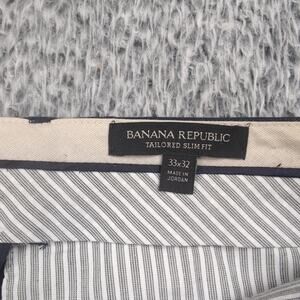 BANANA REPUBLIC
TAILORED SLIM FIT
33x32
MADE IN
JORDAN